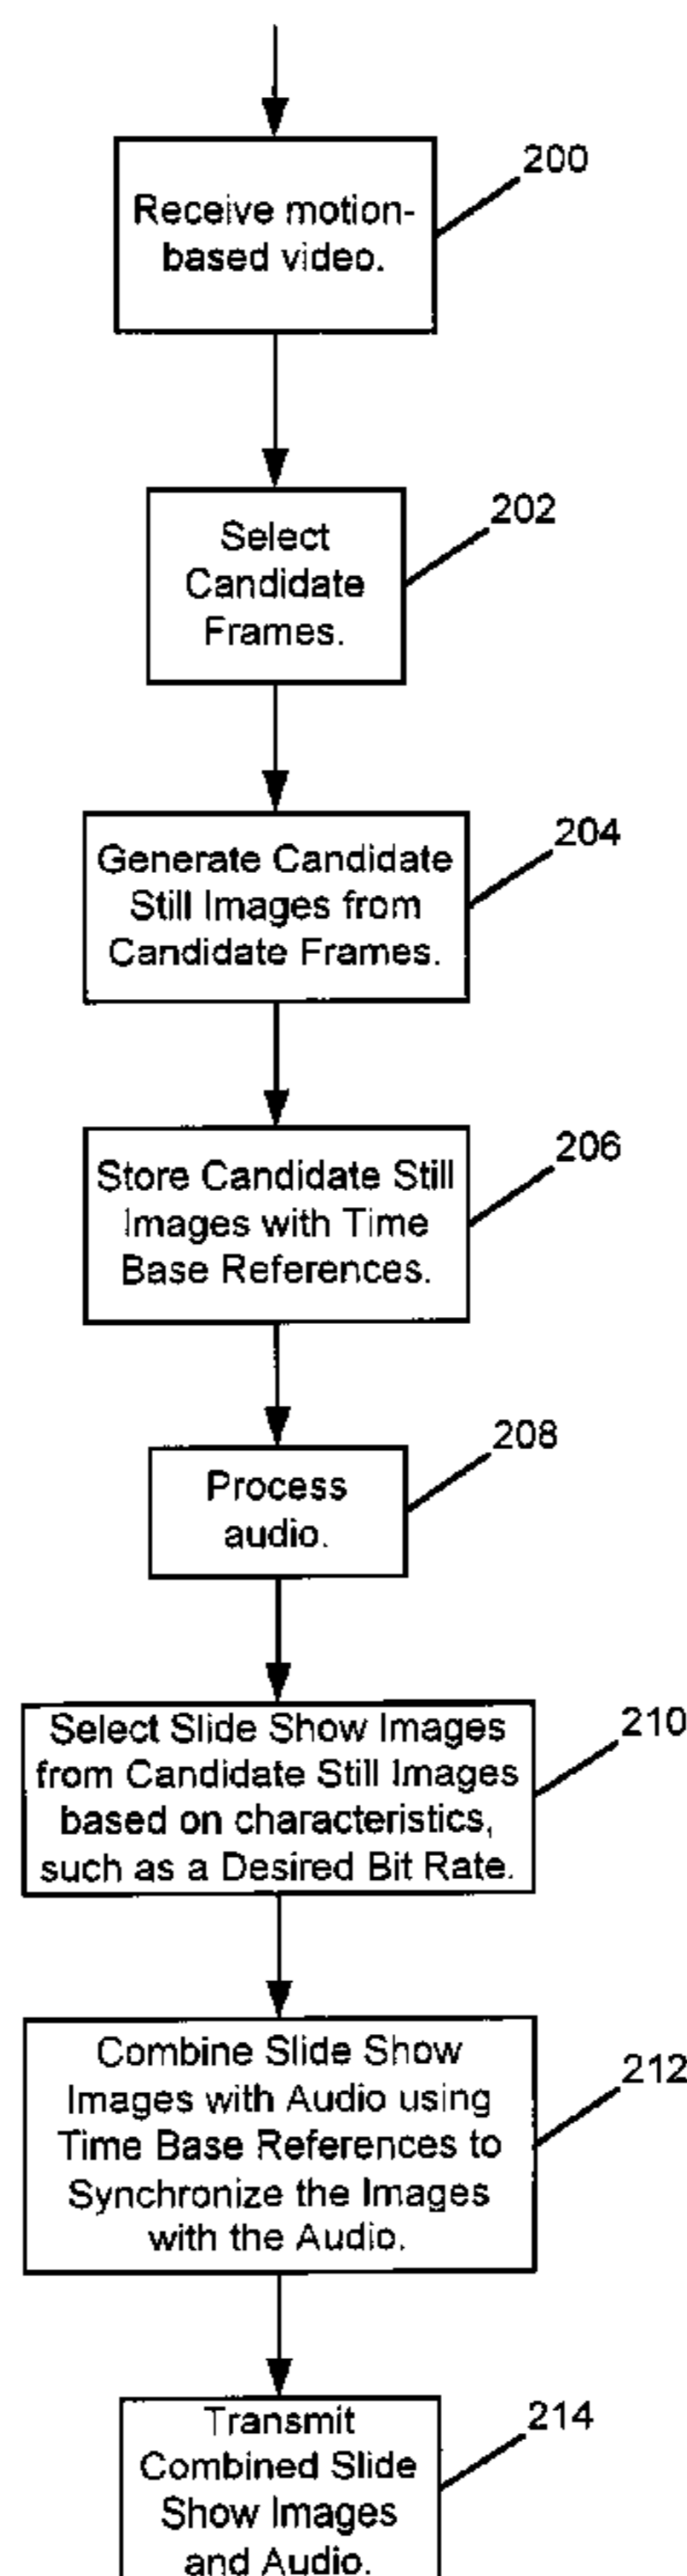 200
Receive motion-
based video.
202
Select
Candidate
Frames.
204
Generate Candidate
Still Images from
Candidate Frames.
206
Store Candidate Still
Images with Time
Base References.
208
Process
audio.
210
Select Slide Show Images
from Candidate Still Images
based on characteristics,
such as a Desired Bit Rate.
212
Combine Slide Show
Images with Audio using
Time Base References to
Synchronize the Images
with the Audio.
214
Transmit
Combined Slide
Show Images
and Audio.